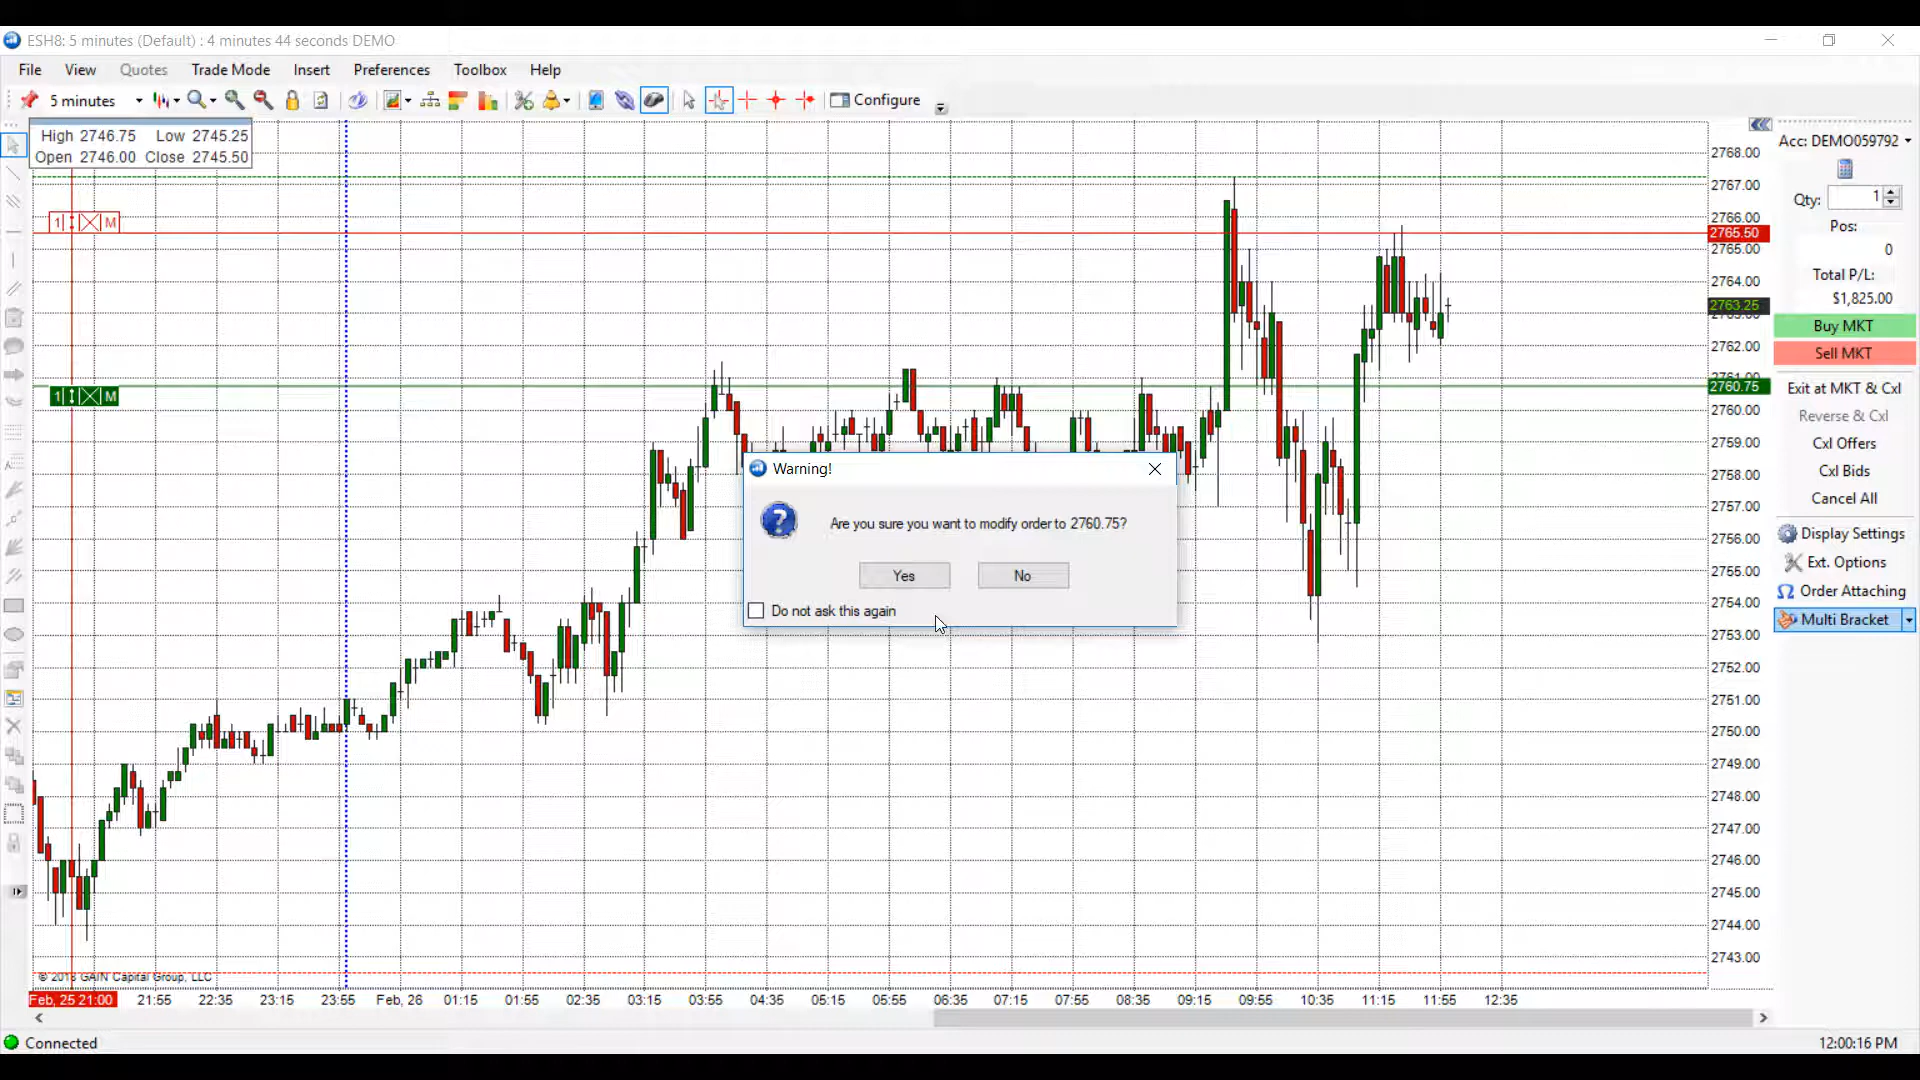 ESH8: 5 minutes (Default) : 4 minutes 44 seconds DEMO
File View Quotes Trade Mode Insert Preferences Toolbox Help
5 minutes Configure
High 2746.75 Low 2745.25
Open 2746.00 Close 2745.50
1 M
1 M
2768.00
2767.00
2766.00
2765.50
2765.00
2764.00
2763.25
2763.00
2762.00
2761.00
2760.75
2760.00
2759.00
2758.00
2757.00
2756.00
2755.00
2754.00
2753.00
2752.00
2751.00
2750.00
2749.00
2748.00
2747.00
2746.00
2745.00
2744.00
2743.00
Acc: DEMO059792
Qty: 1
Pos:
0
Total P/L:
$1,825.00
Buy MKT
Sell MKT
Exit at MKT & Cxl
Reverse & Cxl
Cxl Offers
Cxl Bids
Cancel All
Display Settings
Ext. Options
Order Attaching
Multi Bracket
Warning!
Are you sure you want to modify order to 2760.75?
Yes No
Do not ask this again
© 2018 GAIN Capital Group, LLC
Feb, 25 21:00 21:55 22:35 23:15 23:55 Feb, 26 01:15 01:55 02:35 03:15 03:55 04:35 05:15 05:55 06:35 07:15 07:55 08:35 09:15 09:55 10:35 11:15 11:55 12:35
Connected
12:00:16 PM